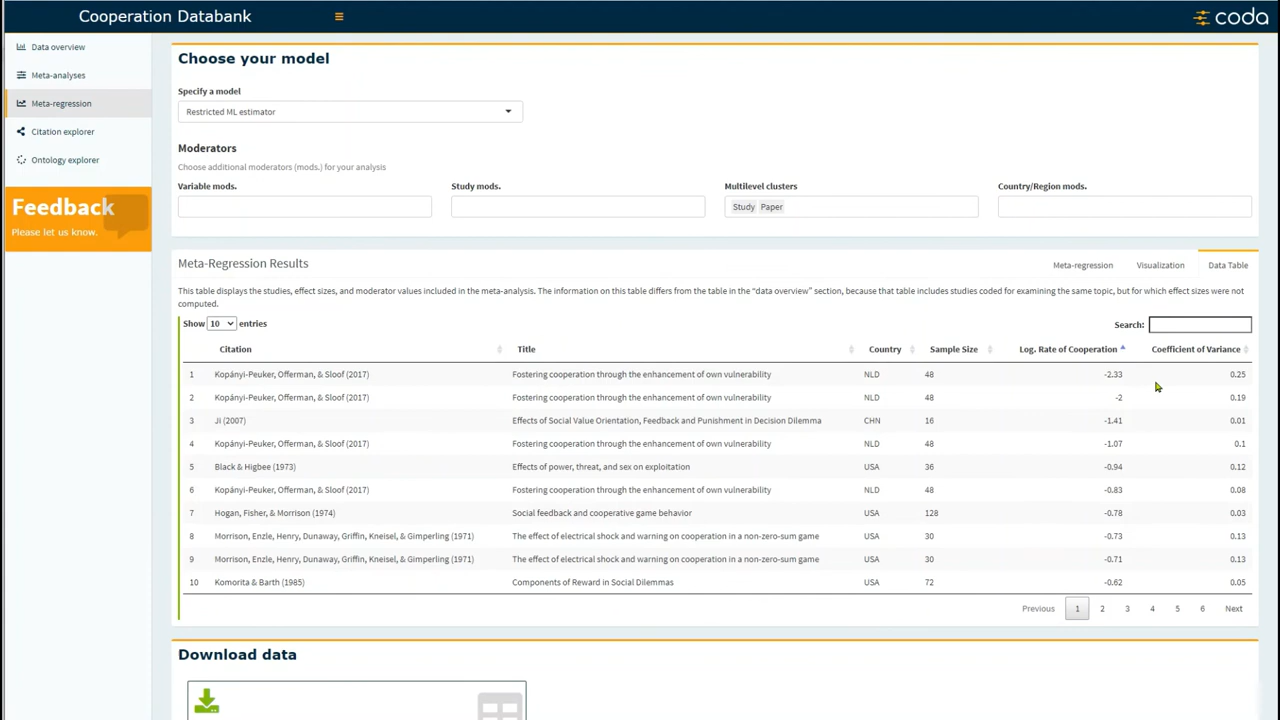 Cooperation Databank
coda
Data overview
Meta-analyses
Meta-regression
Citation explorer
Ontology explorer
Feedback
Please let us know.
Choose your model
Specify a model
Restricted ML estimator
Moderators
Choose additional moderators (mods.) for your analysis
Variable mods. Study mods. Multilevel clusters Country/Region mods.
Study Paper
Meta-Regression Results Meta-regression Visualization Data Table
This table displays the studies, effect sizes, and moderator values included in the meta-analysis. The information on this table differs from the table in the "data overview" section, because that table includes studies coded for examining the same topic, but for which effect sizes were not
computed.
Show 10 entries Search:
Citation Title Country Sample Size Log. Rate of Cooperation Coefficient of Variance
1 Kopányi-Peuker, Offerman, & Sloof (2017) Fostering cooperation through the enhancement of own vulnerability NLD 48 -2.33 0.25
2 Kopányi-Peuker, Offerman, & Sloof (2017) Fostering cooperation through the enhancement of own vulnerability NLD 48 -2 0.19
3 JI (2007) Effects of Social Value Orientation, Feedback and Punishment in Decision Dilemma CHN 16 -1.41 0.01
4 Kopányi-Peuker, Offerman, & Sloof (2017) Fostering cooperation through the enhancement of own vulnerability NLD 48 -1.07 0.1
5 Black & Higbee (1973) Effects of power, threat, and sex on exploitation USA 36 -0.94 0.12
6 Kopányi-Peuker, Offerman, & Sloof (2017) Fostering cooperation through the enhancement of own vulnerability NLD 48 -0.83 0.08
7 Hogan, Fisher, & Morrison (1974) Social feedback and cooperative game behavior USA 128 -0.78 0.03
8 Morrison, Enzle, Henry, Dunaway, Griffin, Kneisel, & Gimperling (1971) The effect of electrical shock and warning on cooperation in a non-zero-sum game USA 30 -0.73 0.13
9 Morrison, Enzle, Henry, Dunaway, Griffin, Kneisel, & Gimperling (1971) The effect of electrical shock and warning on cooperation in a non-zero-sum game USA 30 -0.71 0.13
10 Komorita & Barth (1985) Components of Reward in Social Dilemmas USA 72 -0.62 0.05
Previous 1 2 3 4 5 6 Next
Download data